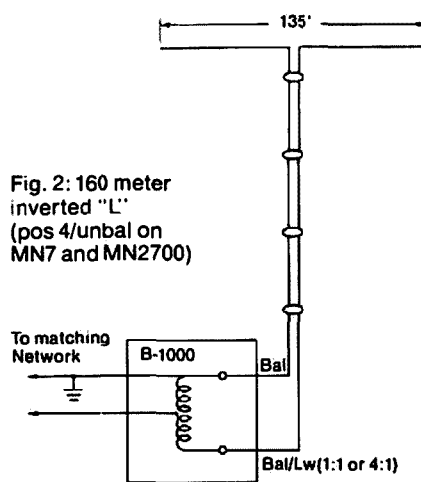 135'
Fig. 2: 160 meter
inverted "L"
(pos 4/unbal on
MN7 and MN2700)
To matching
Network
B-1000
Bal
Bal/Lw(1:1 or 4:1)